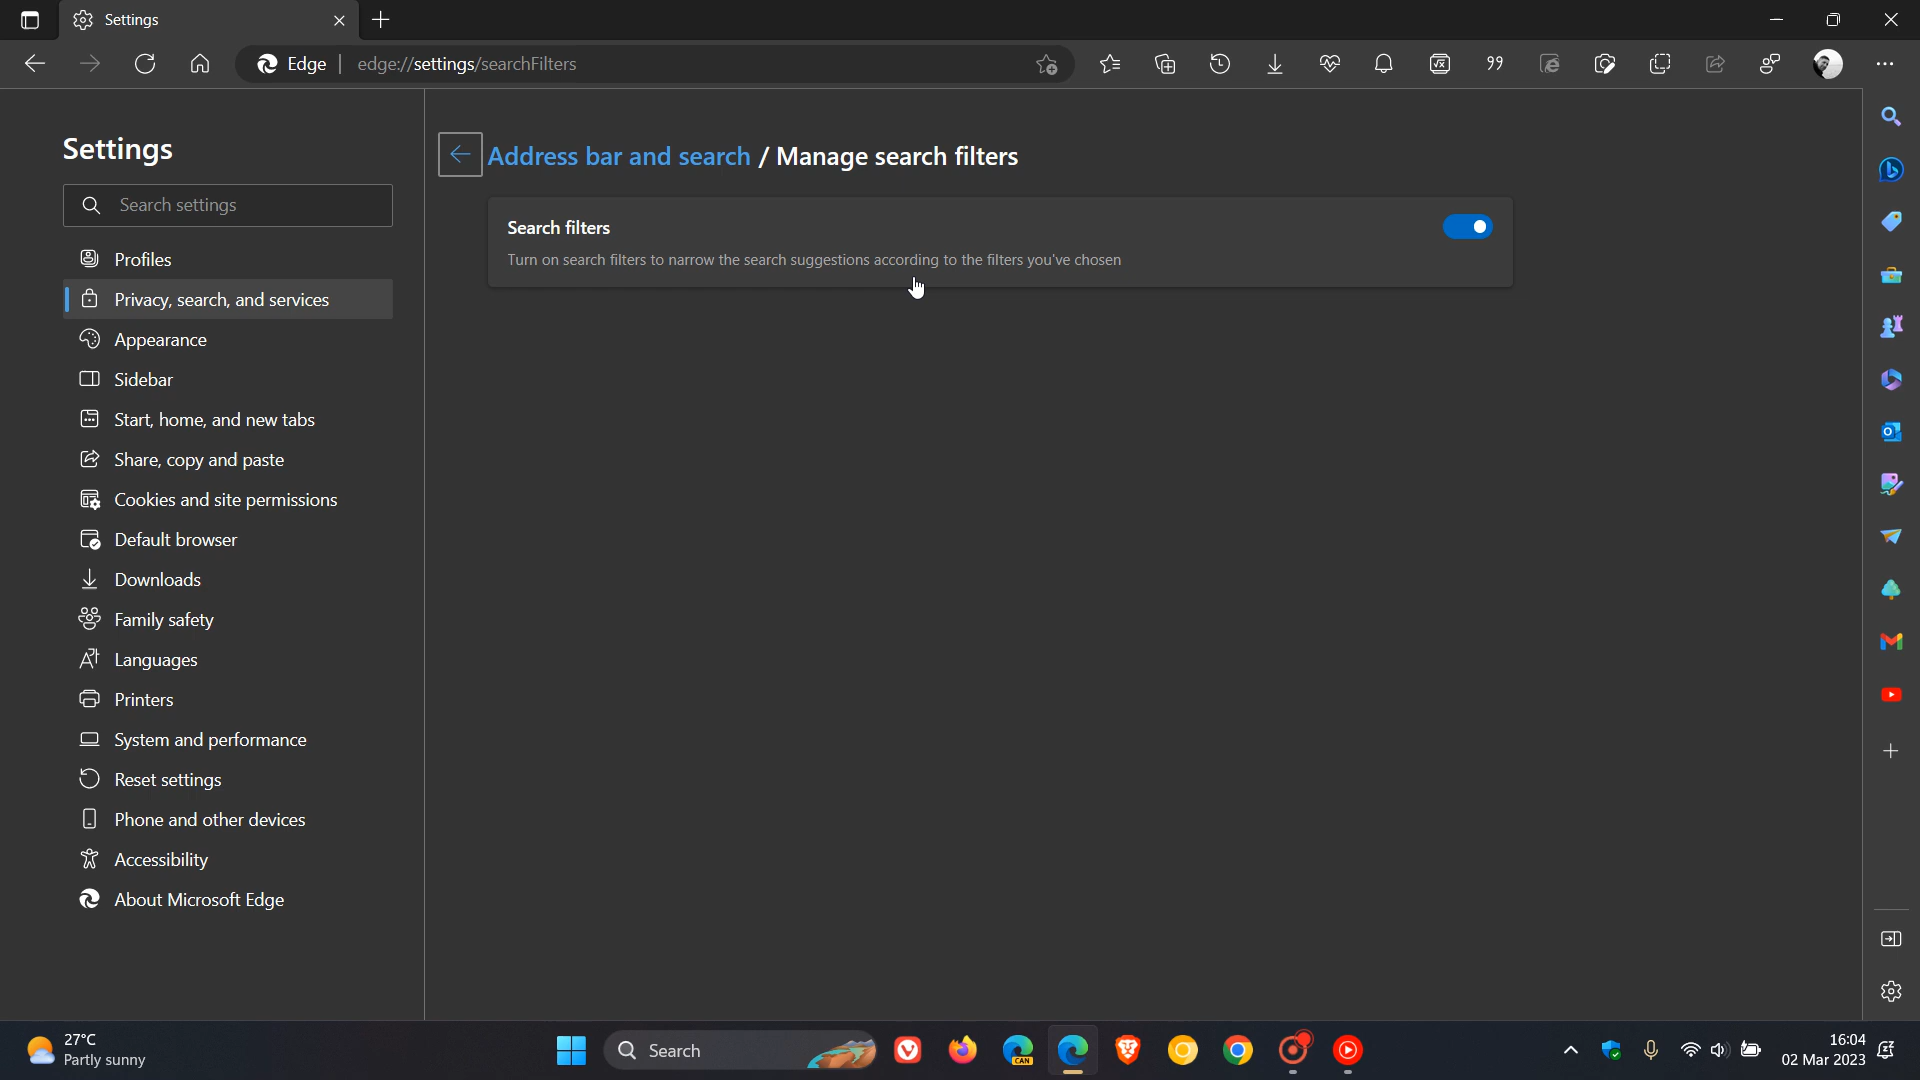 Settings
Edge
edge://settings/searchFilters
Settings
Search settings
Profiles
Privacy, search, and services
Appearance
Sidebar
Start, home, and new tabs
Share, copy and paste
Cookies and site permissions
Default browser
Downloads
Family safety
Languages
Printers
System and performance
Reset settings
Phone and other devices
Accessibility
About Microsoft Edge
Address bar and search / Manage search filters
Search filters
Turn on search filters to narrow the search suggestions according to the filters you've chosen
27°C
Partly sunny
Search
CAN
16:04
02 Mar 2023